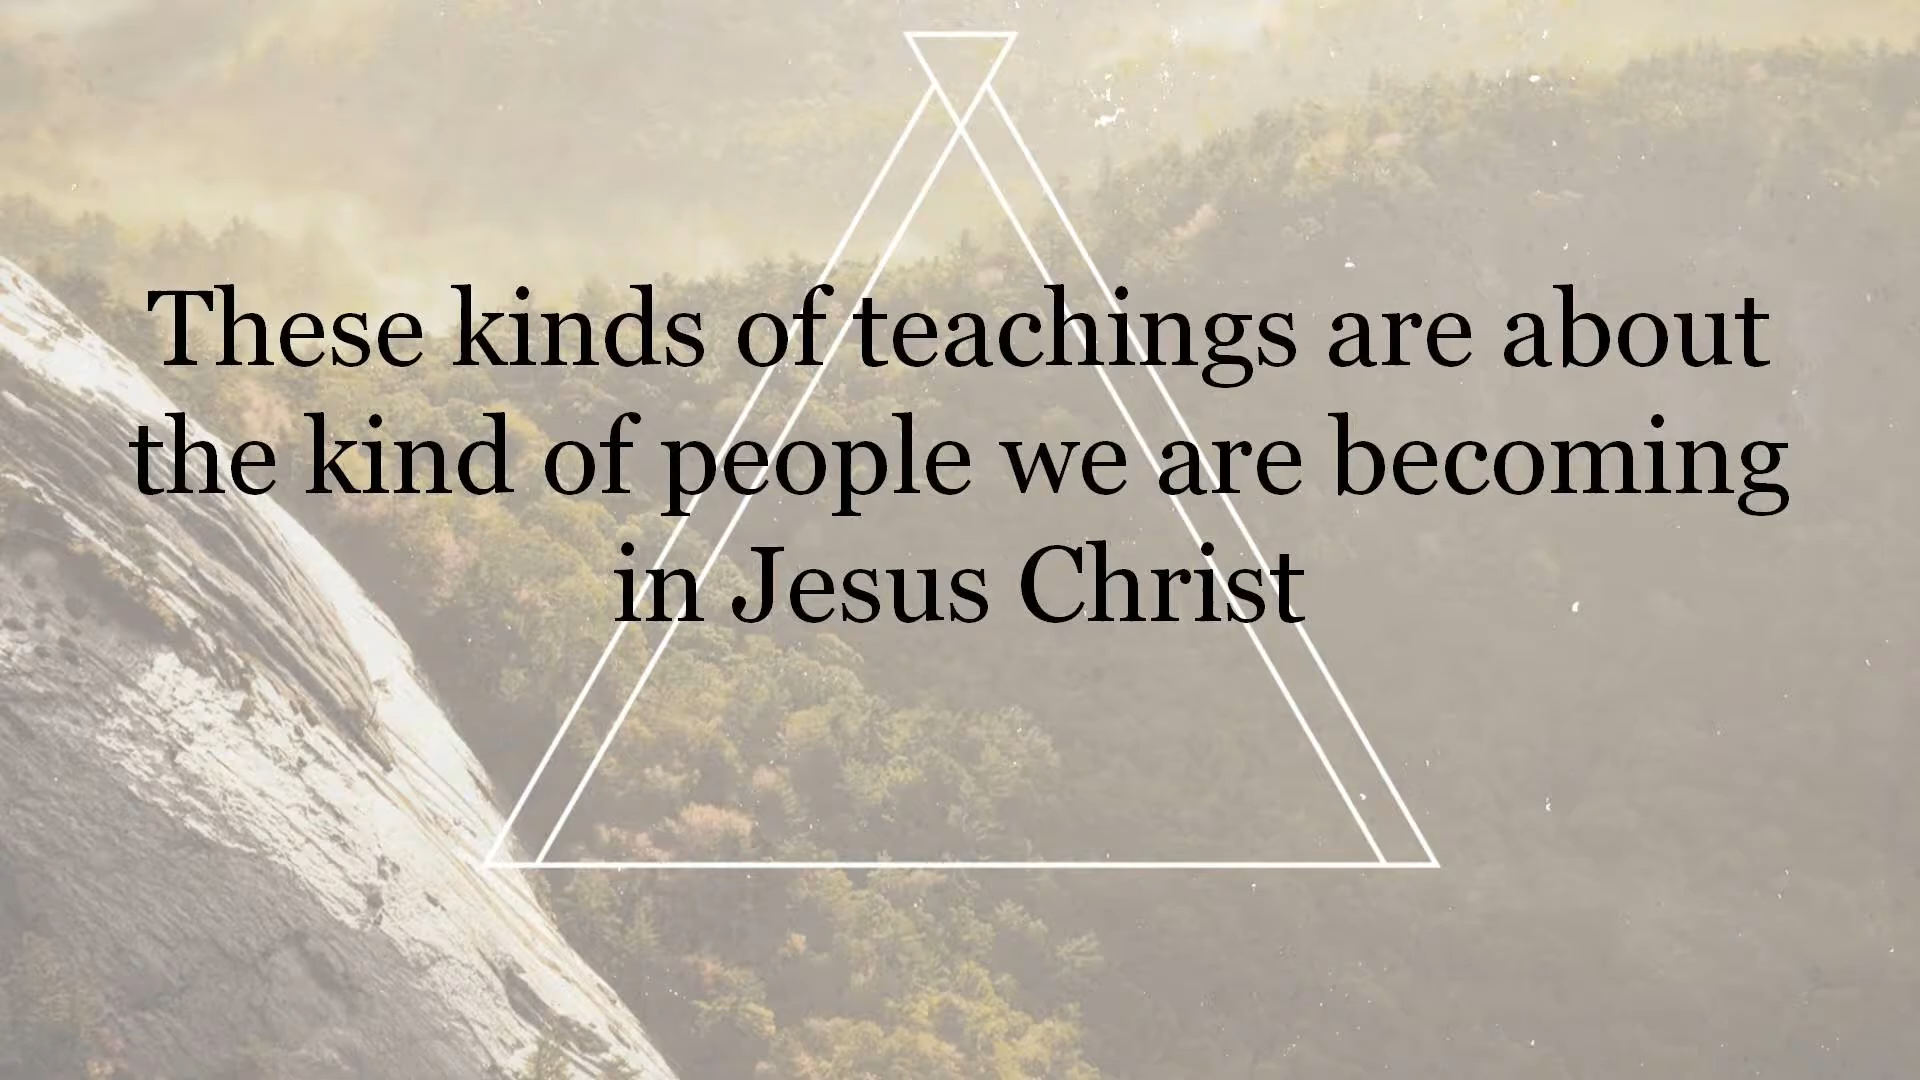 These kinds of teachings are about
the kind of people we are becoming
in Jesus Christ